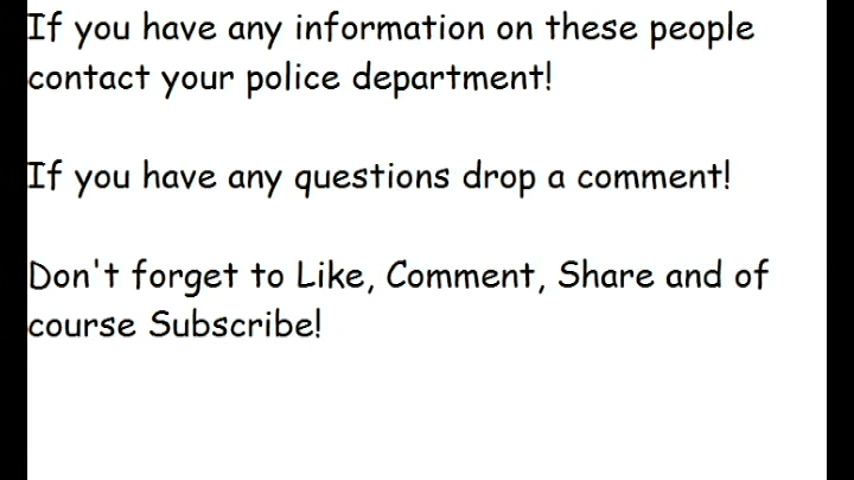 If you have any information on these people
contact your police department!
If you have any questions drop a comment!
Don't forget to Like, Comment, Share and of
course Subscribe!